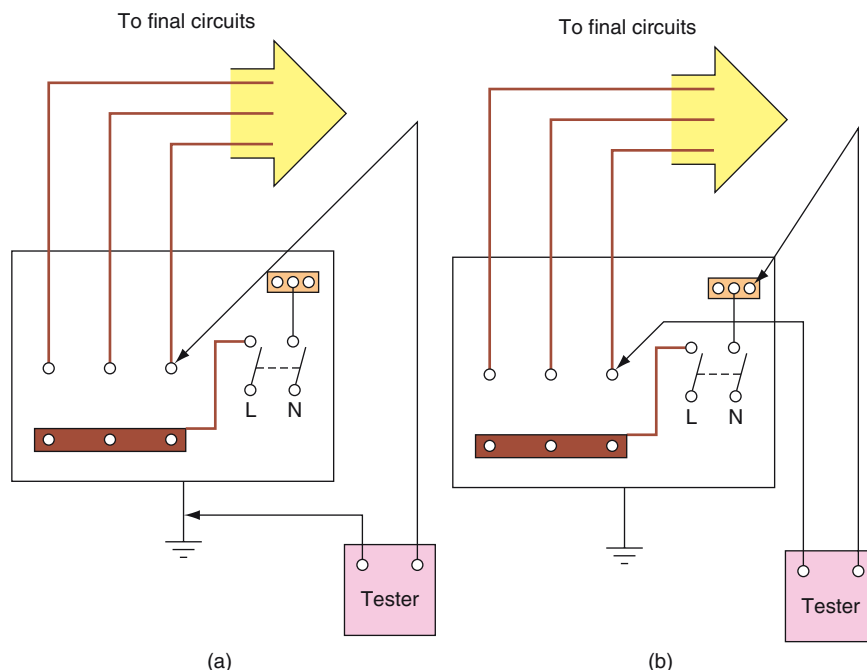 To final circuits
L N
Tester
(a)
To final circuits
L N
Tester
(b)